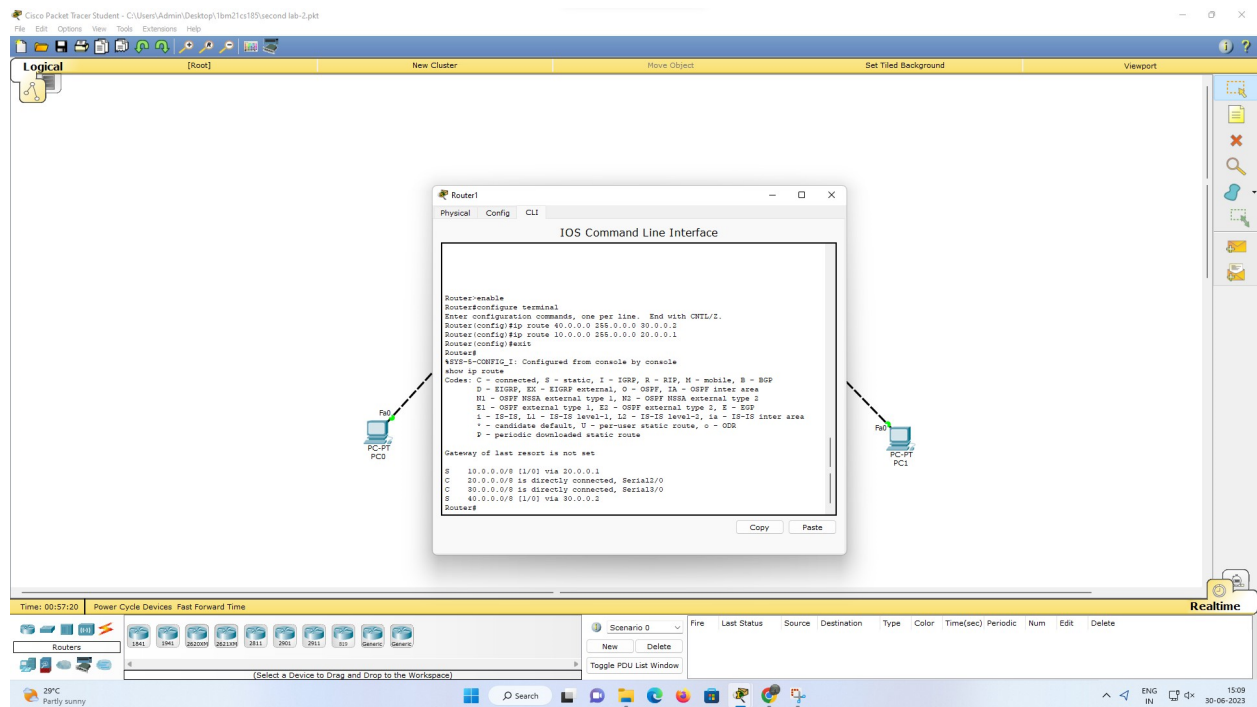 Cisco Packet Tracer Student - C:\Users\Admin\Desktop\1bm21cs185\second lab-2.pkt
File Edit Options View Tools Extensions Help
Logical [Root] New Cluster Move Object Set Tiled Background Viewport
Router1
Physical Config CLI
IOS Command Line Interface
Router>enable
Router#configure terminal
Enter configuration commands, one per line. End with CNTL/Z.
Router(config)#ip route 40.0.0.0 255.0.0.0 30.0.0.2
Router(config)#ip route 10.0.0.0 255.0.0.0 20.0.0.1
Router(config)#exit
Router#
%SYS-5-CONFIG_I: Configured from console by console
show ip route
Codes: C - connected, S - static, I - IGRP, R - RIP, M - mobile, B - BGP
D - EIGRP, EX - EIGRP external, O - OSPF, IA - OSPF inter area
N1 - OSPF NSSA external type 1, N2 - OSPF NSSA external type 2
E1 - OSPF external type 1, E2 - OSPF external type 2, E - EGP
i - IS-IS, L1 - IS-IS level-1, L2 - IS-IS level-2, ia - IS-IS inter area
* - candidate default, U - per-user static route, o - ODR
P - periodic downloaded static route
Gateway of last resort is not set
S 10.0.0.0/8 [1/0] via 20.0.0.1
C 20.0.0.0/8 is directly connected, Serial2/0
C 30.0.0.0/8 is directly connected, Serial3/0
S 40.0.0.0/8 [1/0] via 30.0.0.2
Router#
Copy Paste
Fa0
PC-PT
PC0
Fa0
PC-PT
PC1
Time: 00:57:20 Power Cycle Devices Fast Forward Time Realtime
Routers
1841 1941 2620XM 2621XM 2811 2901 2911 819 Generic Generic
(Select a Device to Drag and Drop to the Workspace)
Scenario 0
New Delete
Toggle PDU List Window
Fire Last Status Source Destination Type Color Time(sec) Periodic Num Edit Delete
29°C
Partly sunny
Search
ENG
IN
15:09
30-06-2023